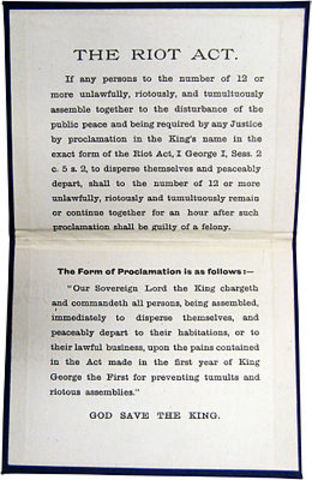 THE RIOT ACT.
If any persons to the number of 12 or
more unlawfully, riotously, and tumultuously
assemble together to the disturbance of the
public peace and being required by any Justice
by proclamation in the King's name in the
exact form of the Riot Act, I George I, Sess. 2
c. 5 s. 2, to disperse themselves and peaceably
depart, shall to the number of 12 or more
unlawfully, riotously and tumultuously remain
or continue together for an hour after such
proclamation shall be guilty of a felony.
The Form of Proclamation is as follows:—
"Our Sovereign Lord the King chargeth
and commandeth all persons, being assembled,
immediately to disperse themselves, and
peaceably depart to their habitations, or to
their lawful business, upon the pains contained
in the Act made in the first year of King
George the First for preventing tumults and
riotous assemblies."
GOD SAVE THE KING.